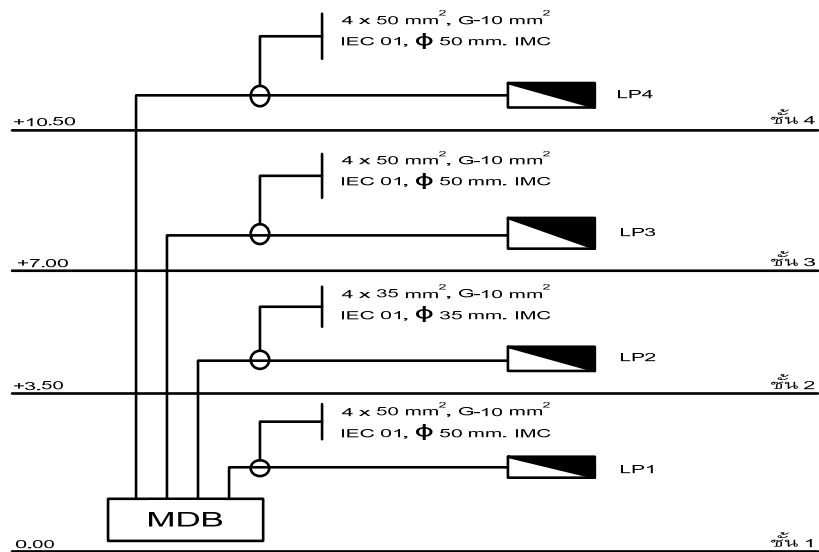 4 x 50 mm², G-10 mm²
IEC 01, Φ 50 mm. IMC
LP4
+10.50
ชั้น 4
4 x 50 mm², G-10 mm²
IEC 01, Φ 50 mm. IMC
LP3
+7.00
ชั้น 3
4 x 35 mm², G-10 mm²
IEC 01, Φ 35 mm. IMC
LP2
+3.50
ชั้น 2
4 x 50 mm², G-10 mm²
IEC 01, Φ 50 mm. IMC
LP1
MDB
0.00
ชั้น 1